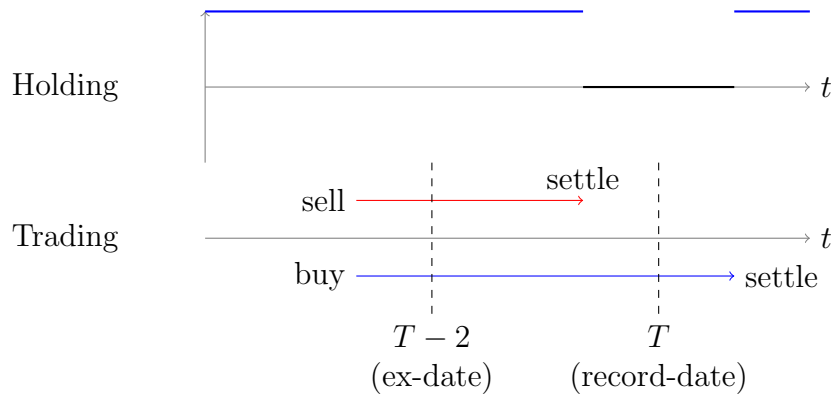 Holding
t
settle
sell
Trading
t
buy
settle
T − 2
(ex-date)
T
(record-date)